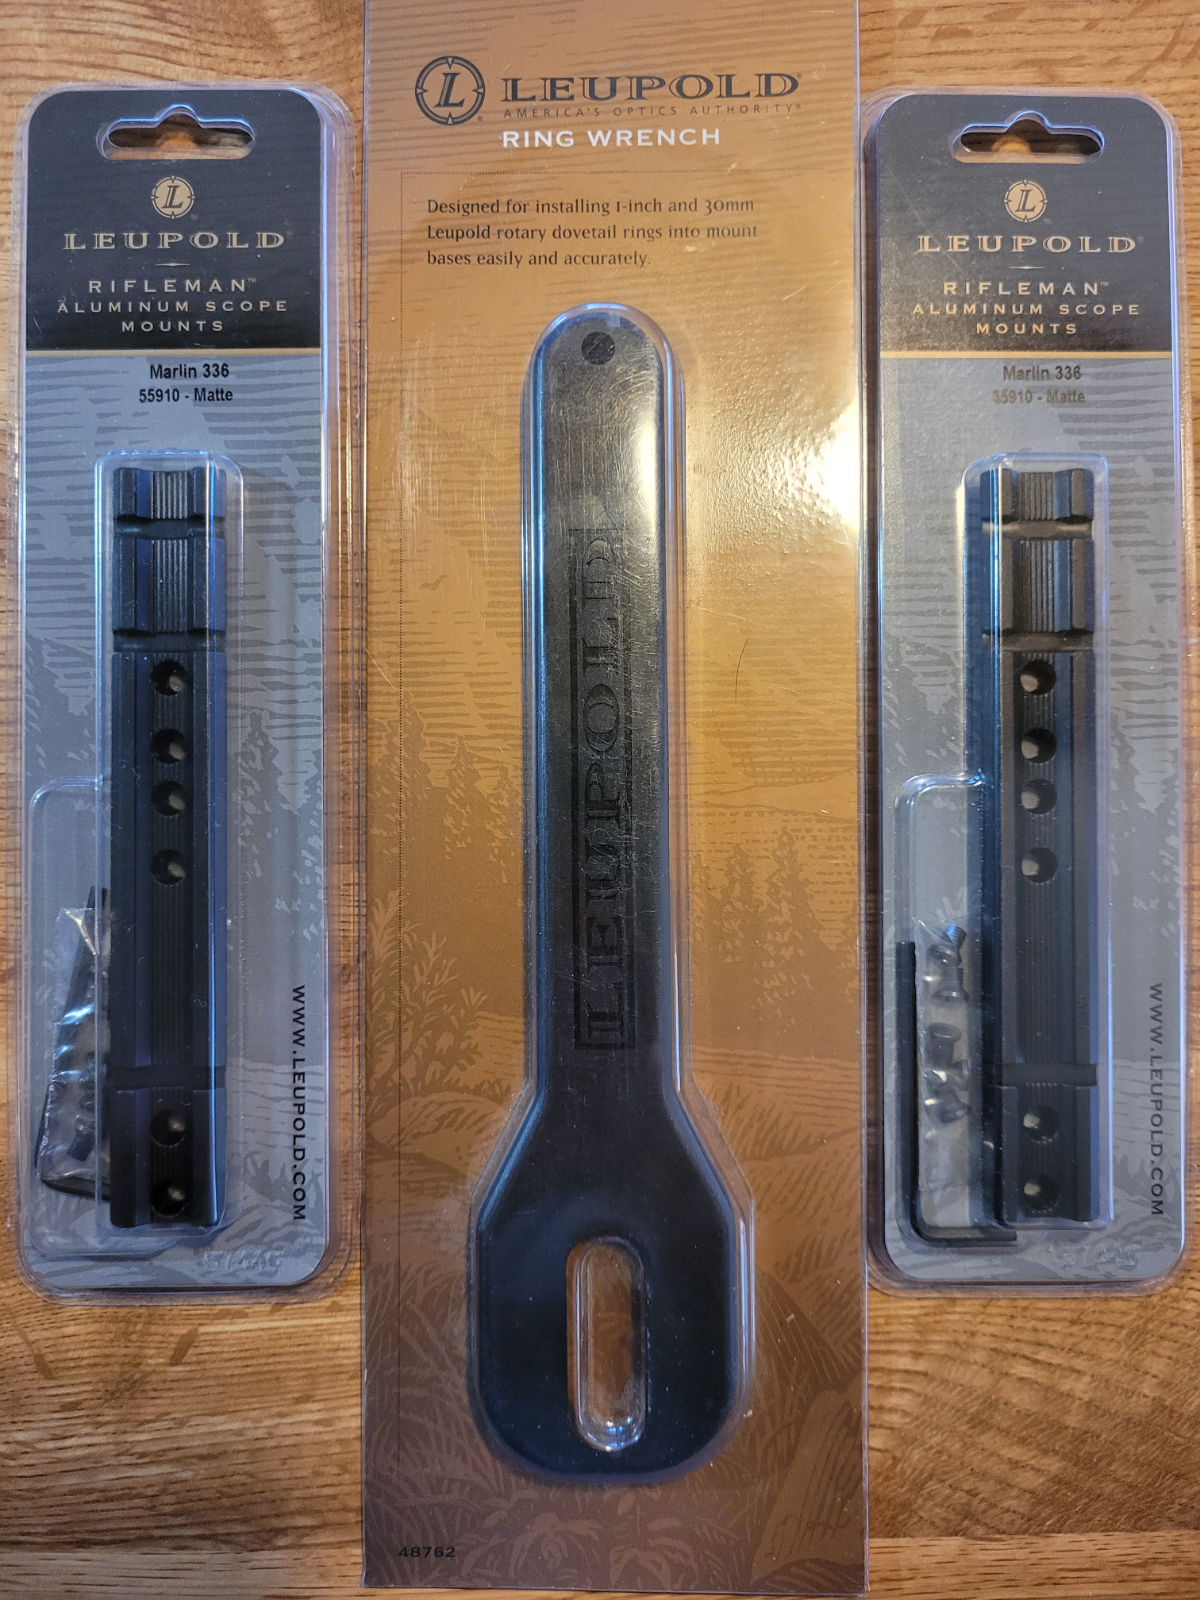 L
LEUPOLD®
RIFLEMAN™
ALUMINUM SCOPE
MOUNTS
Marlin 336
55910 - Matte
WWW.LEUPOLD.COM
L
LEUPOLD®
AMERICA'S OPTICS AUTHORITY®
RING WRENCH
Designed for installing 1-inch and 30mm
Leupold rotary dovetail rings into mount
bases easily and accurately.
LEUPOLD
48762
L
LEUPOLD®
RIFLEMAN™
ALUMINUM SCOPE
MOUNTS
Marlin 336
55910 - Matte
WWW.LEUPOLD.COM